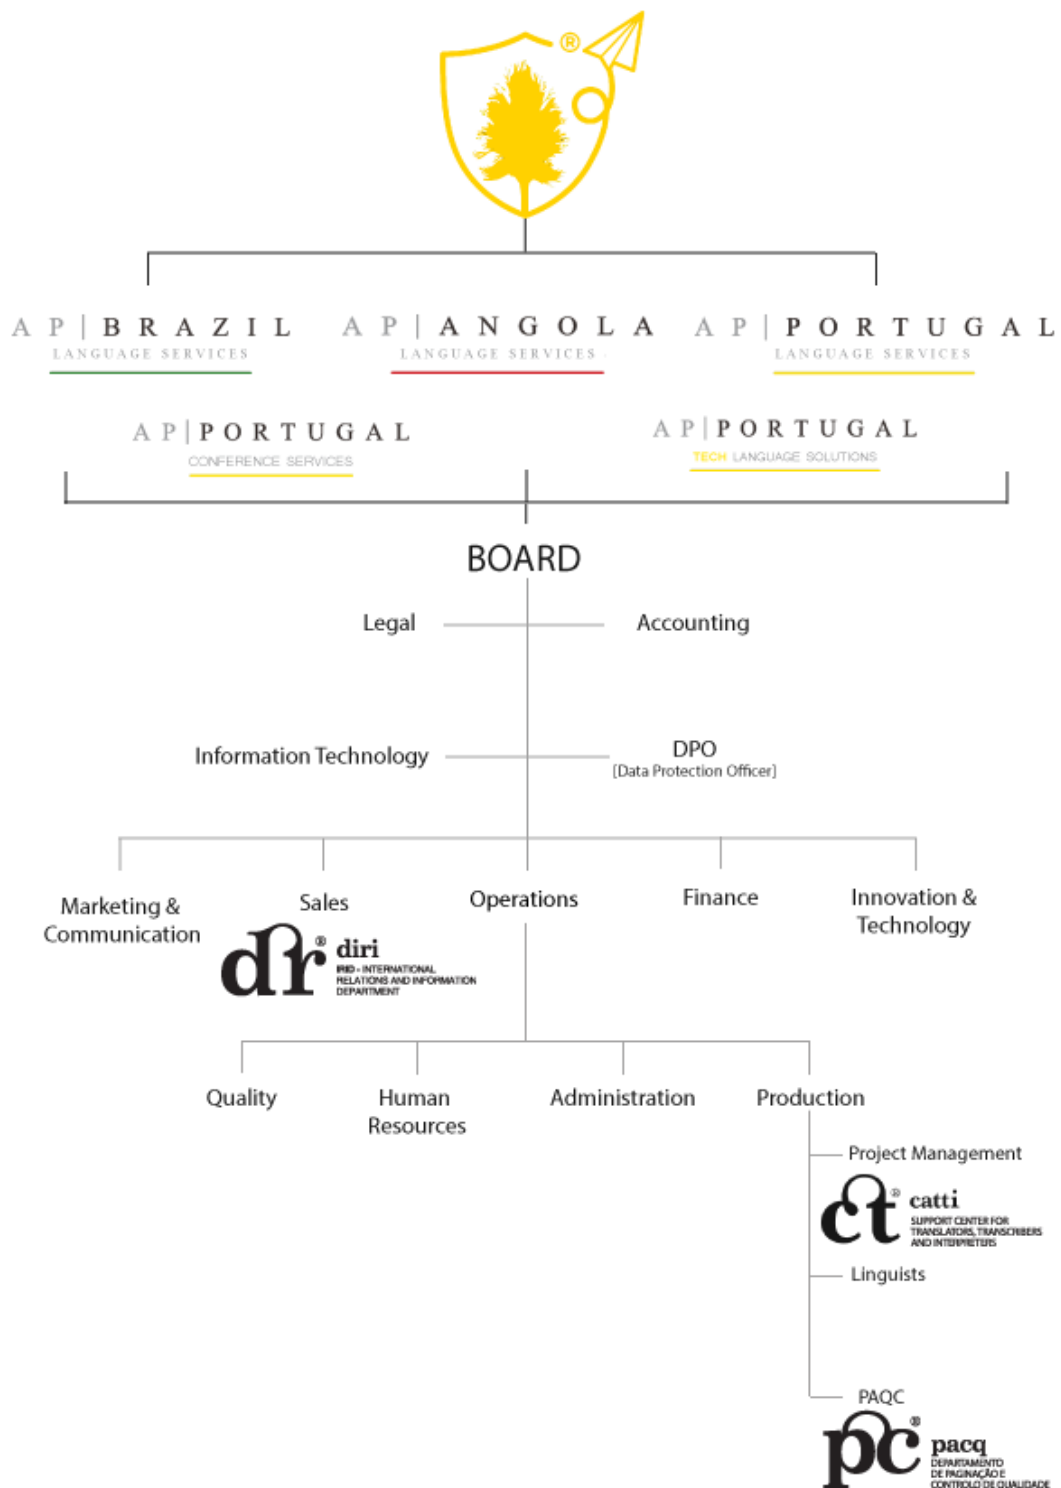 ®
AP|BRAZIL
LANGUAGE SERVICES
AP|ANGOLA
LANGUAGE SERVICES
AP|PORTUGAL
LANGUAGE SERVICES
AP|PORTUGAL
CONFERENCE SERVICES
AP|PORTUGAL
TECH LANGUAGE SOLUTIONS
BOARD
Legal
Accounting
Information Technology
DPO
[Data Protection Officer]
Marketing &
Communication
Sales
dr® diri
IRID - INTERNATIONAL
RELATIONS AND INFORMATION
DEPARTMENT
Operations
Finance
Innovation &
Technology
Quality
Human
Resources
Administration
Production
Project Management
ct® catti
SUPPORT CENTER FOR
TRANSLATORS, TRANSCRIBERS
AND INTERPRETERS
Linguists
PAQC
pc® pacq
DEPARTAMENTO
DE PAGINAÇÃO E
CONTROLO DE QUALIDADE